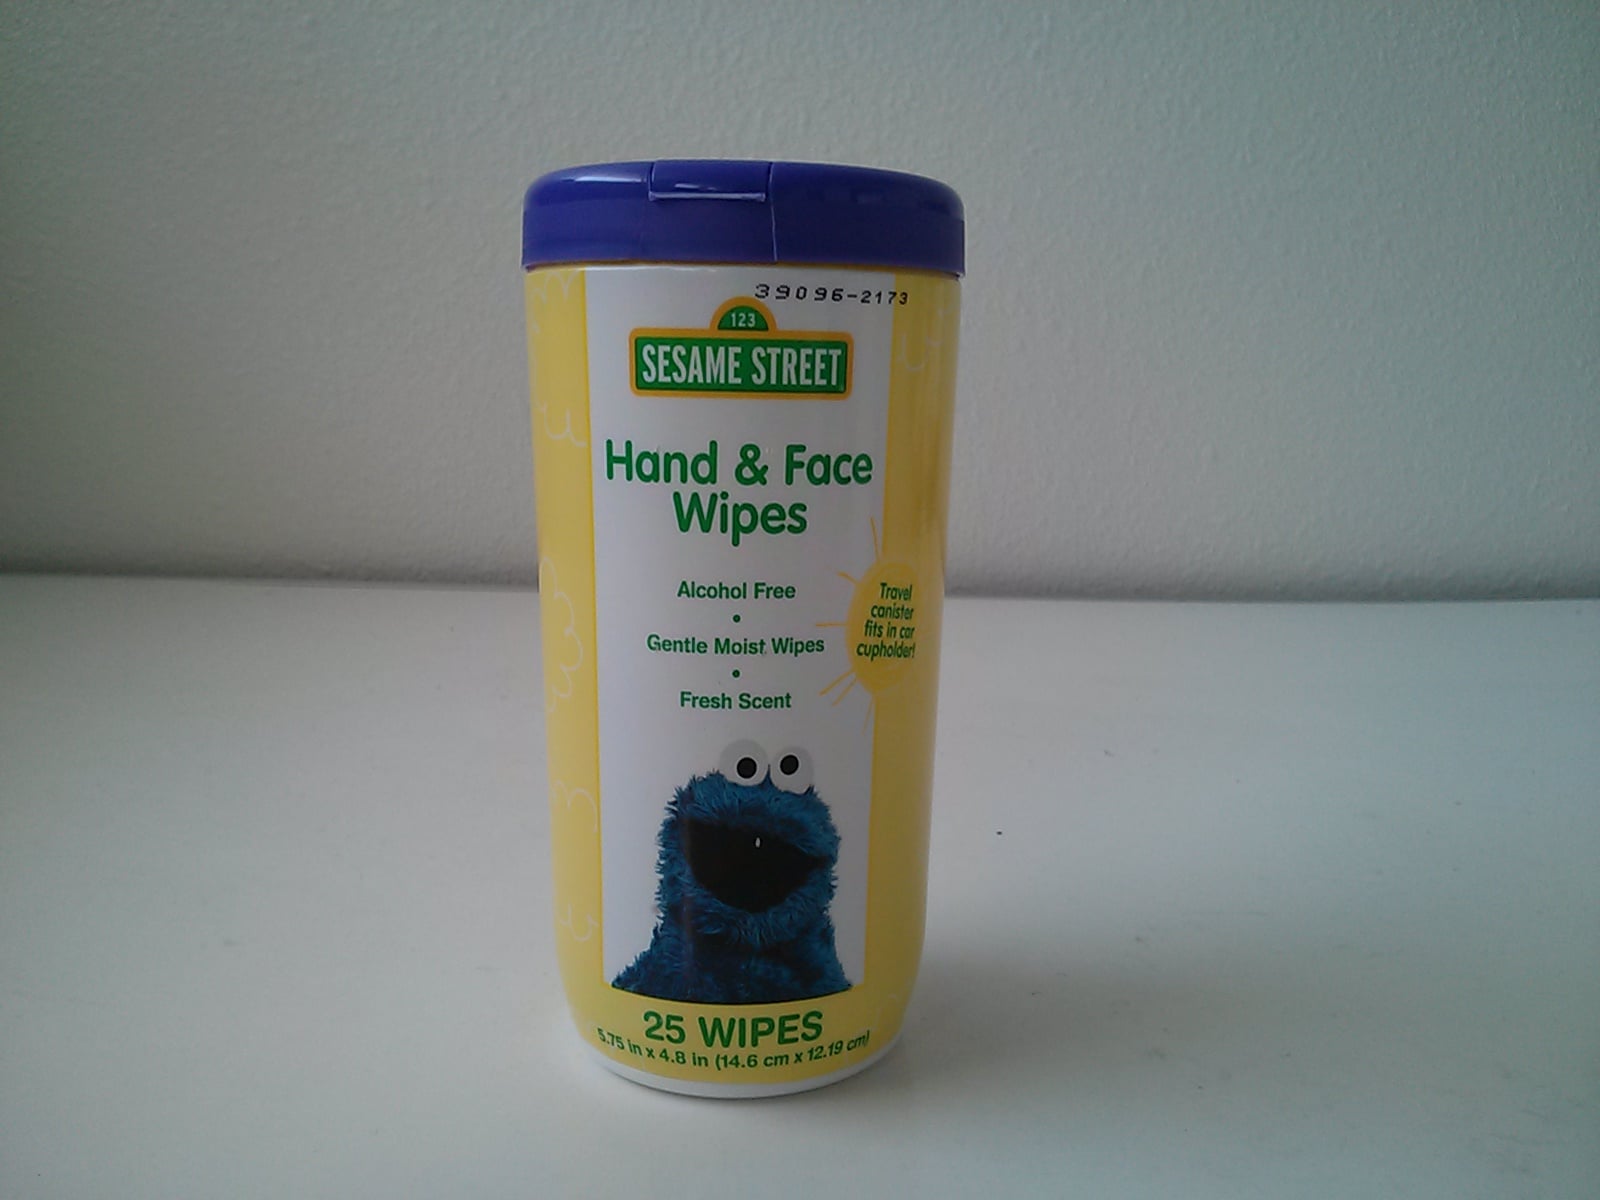 39096-2173
123
SESAME STREET
Hand & Face
Wipes
Alcohol Free
•
Gentle Moist Wipes
•
Fresh Scent
Travel
canister
fits in car
cupholder!
25 WIPES
5.75 in x 4.8 in (14.6 cm x 12.19 cm)